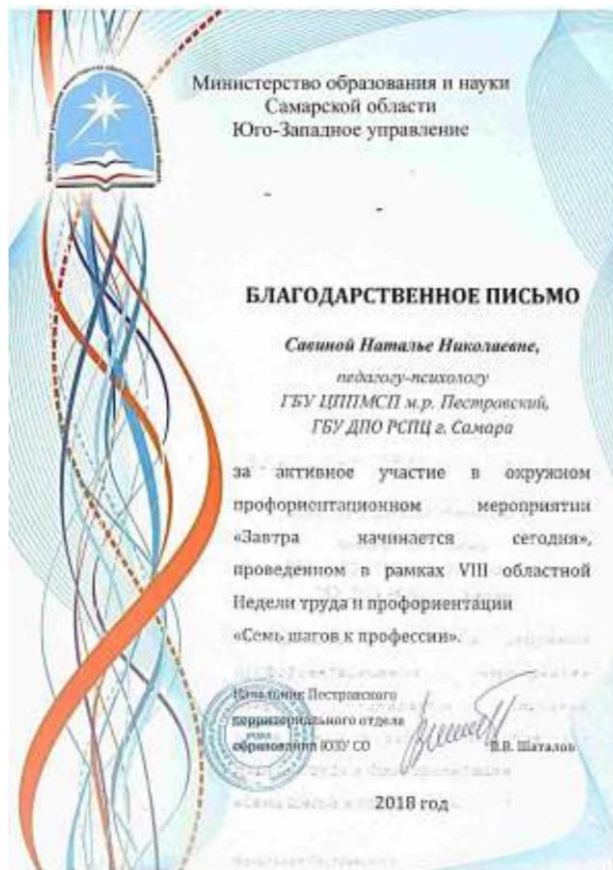 Министерство образования и науки
Самарской области
Юго-Западное управление
БЛАГОДАРСТВЕННОЕ ПИСЬМО
Савиной Наталье Николаевне,
педагогу-психологу
ГБУ ЦППМСП м.р. Пестравский,
ГБУ ДПО РСПЦ г. Самара
за активное участие в окружном
профориентационном мероприятии
«Завтра начинается сегодня»,
проведенном в рамках VIII областной
Недели труда и профориентации
«Семь шагов к профессии».
Начальник Пестравского
территориального отдела
образования ЮЗУ СО
В.В. Шаталов
2018 год